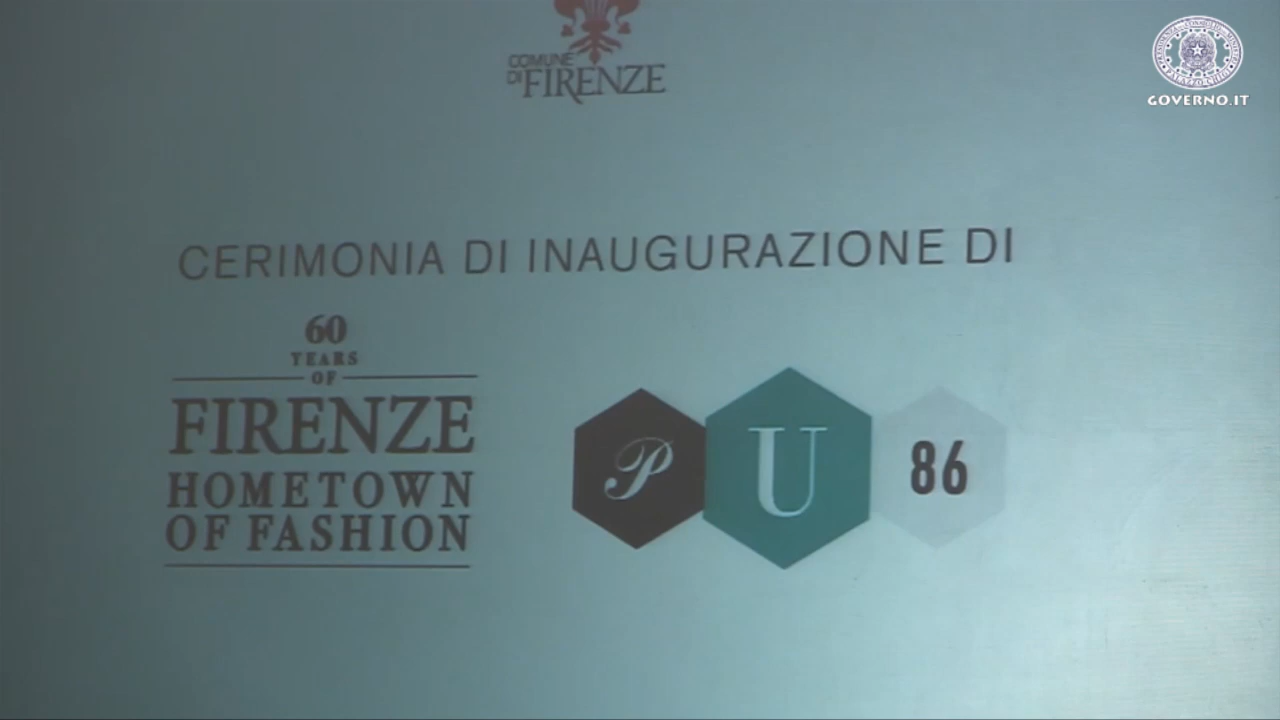 COMUNE
DI FIRENZE
GOVERNO.IT
CERIMONIA DI INAUGURAZIONE DI
60
YEARS
OF
FIRENZE
HOMETOWN
OF FASHION
P
U
86